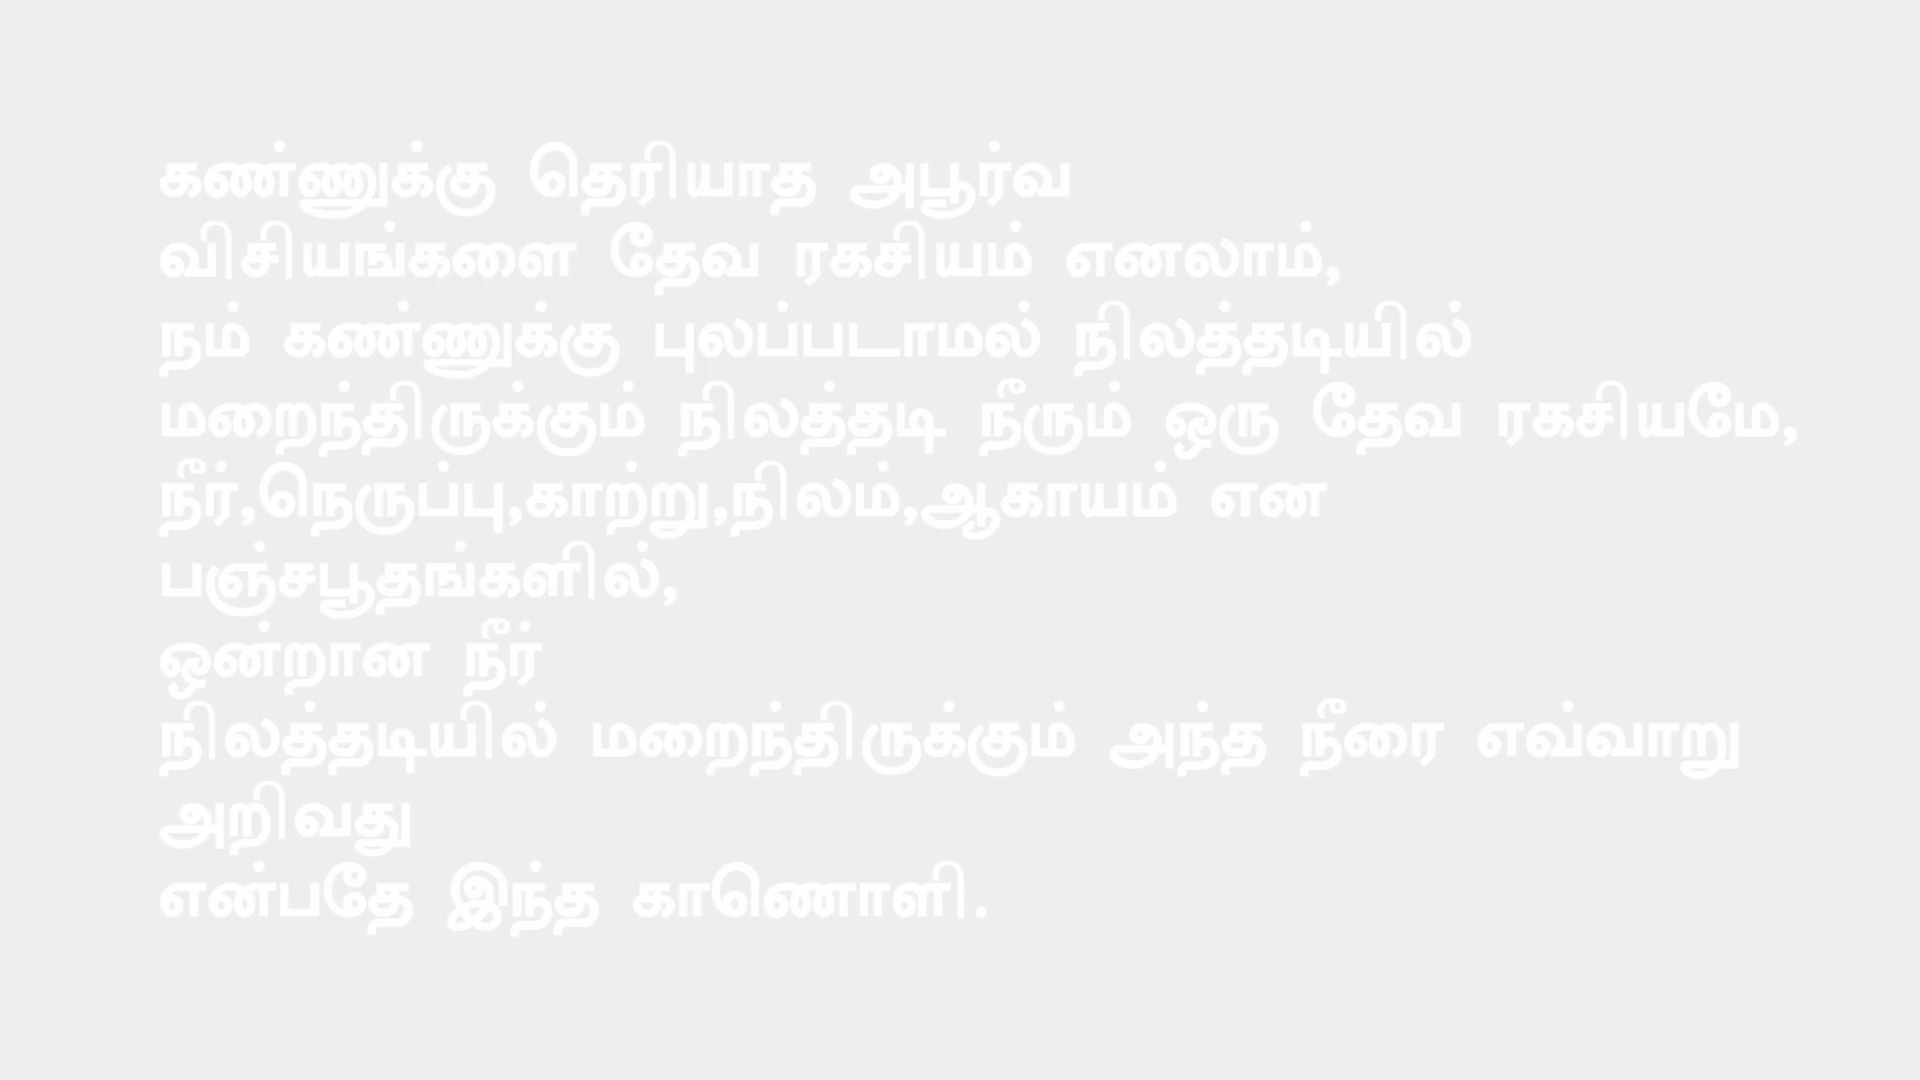 கண்ணுக்கு தெரியாத அபூர்வ
விசியங்களை தேவ ரகசியம் எனலாம்,
நம் கண்ணுக்கு புலப்படாமல் நிலத்தடியில்
மறைந்திருக்கும் நிலத்தடி நீரும் ஒரு தேவ ரகசியமே,
நீர்,நெருப்பு,காற்று,நிலம்,ஆகாயம் என
பஞ்சபூதங்களில்,
ஒன்றான நீர்
நிலத்தடியில் மறைந்திருக்கும் அந்த நீரை எவ்வாறு
அறிவது
என்பதே இந்த காணொளி.